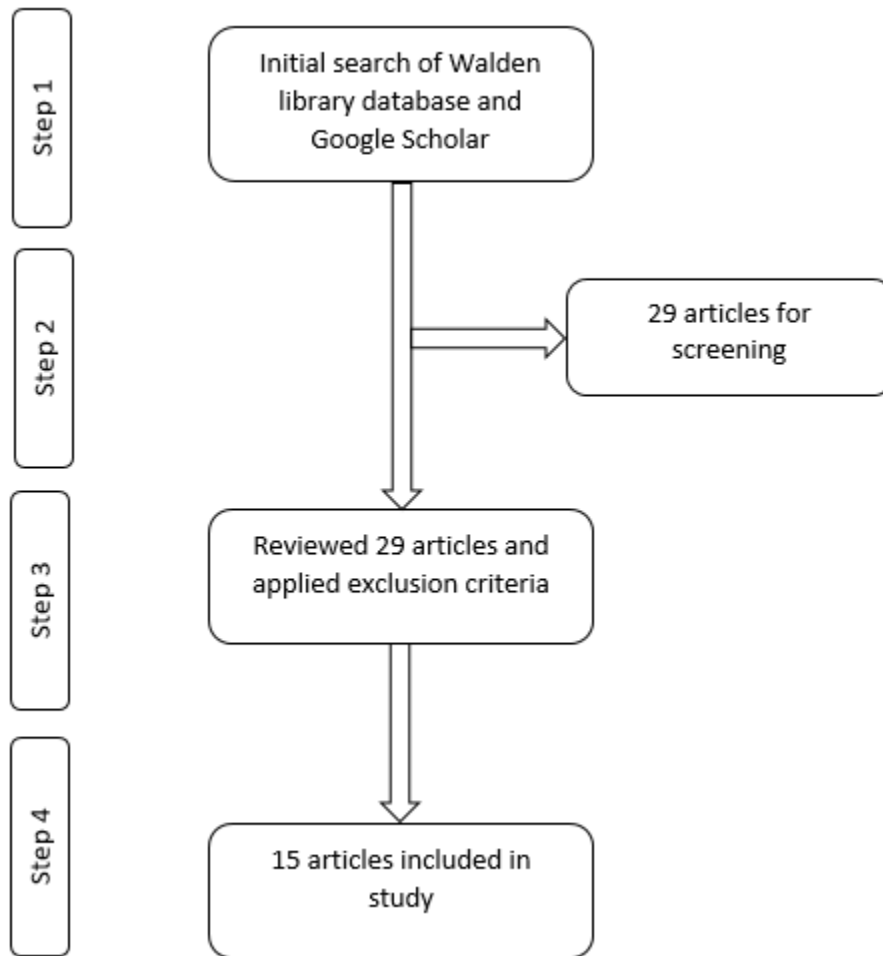 Step 1
Initial search of Walden
library database and
Google Scholar
Step 2
29 articles for
screening
Step 3
Reviewed 29 articles and
applied exclusion criteria
Step 4
15 articles included in
study